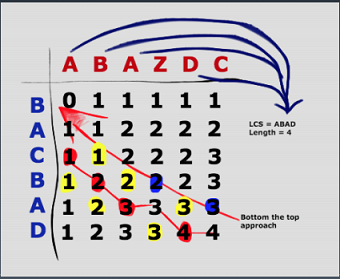 A B A Z D C
B 0 1 1 1 1 1
A 1 1 2 2 2 2
LCS = ABAD
Length = 4
C 1 1 2 2 2 3
B 1 2 2 2 2 3
A 1 2 3 3 3 3
Bottom the top
approach
D 1 2 3 3 4 4